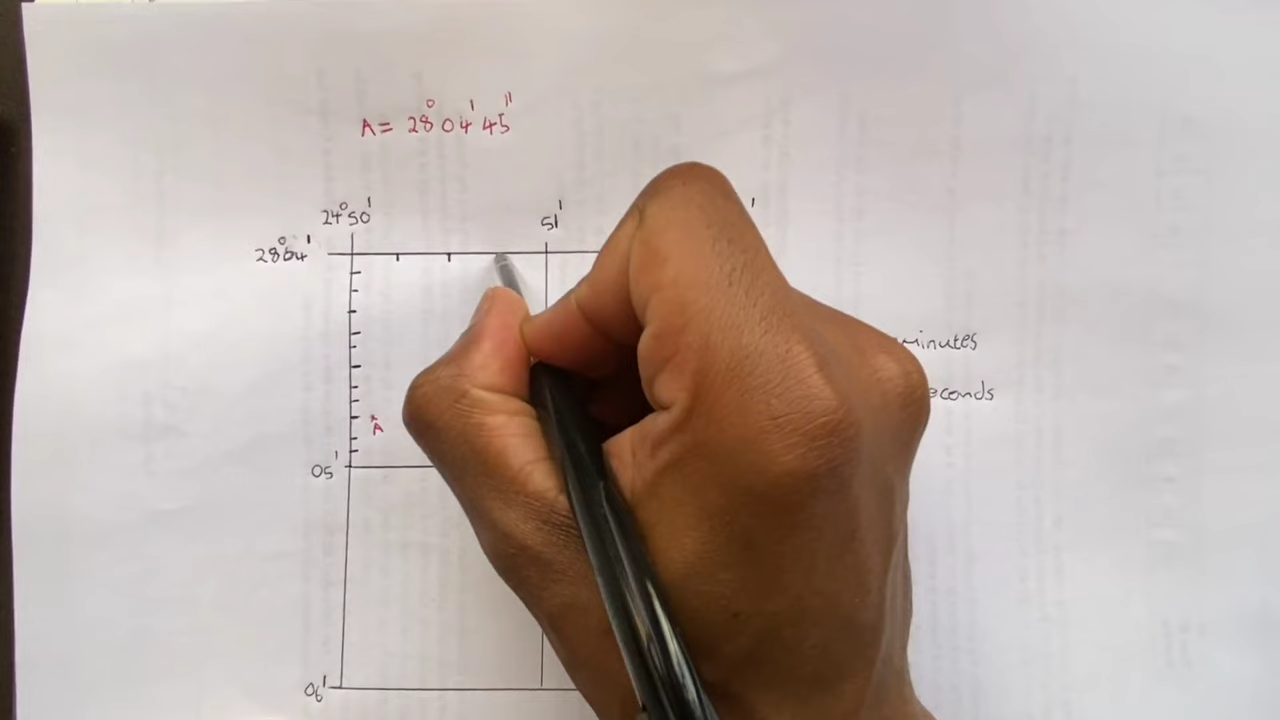 A= 28°04'45"
24°50' 51' '
28°04'
minutes
econds
A
05'
06'